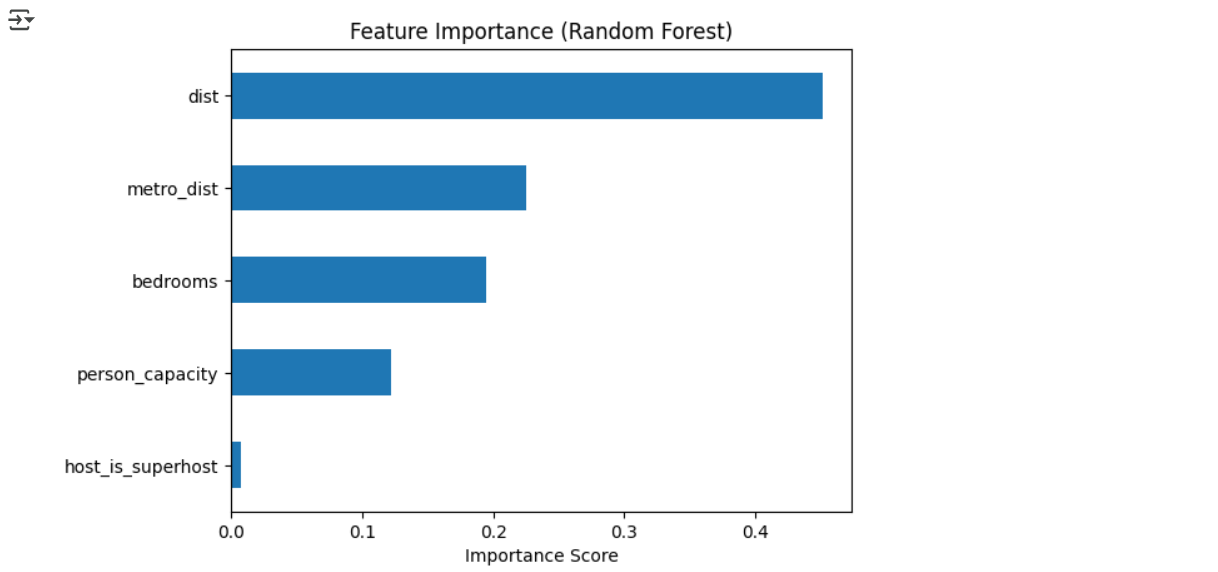 Feature Importance (Random Forest)
dist
metro_dist
bedrooms
person_capacity
host_is_superhost
0.0 0.1 0.2 0.3 0.4
Importance Score